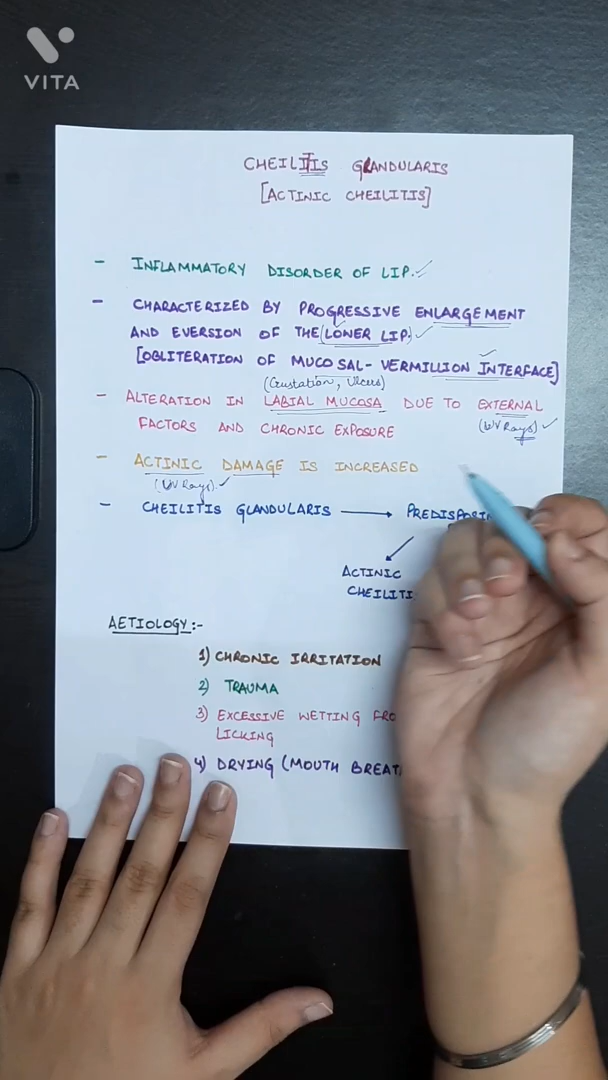 VITA
CHEILITIS GLANDULARIS
[ACTINIC CHEILITIS]
- INFLAMMATORY DISORDER OF LIP.
- CHARACTERIZED BY PROGRESSIVE ENLARGEMENT
AND EVERSION OF THE (LOWER LIP.)
[OBLITERATION OF MUCOSAL-VERMILLION INTERFACE]
(Crustation, Ulcers)
- ALTERATION IN LABIAL MUCOSA DUE TO EXTERNAL
(UV Rays)
FACTORS AND CHRONIC EXPOSURE
- ACTINIC DAMAGE IS INCREASED
(UV Rays).
- CHEILITIS GLANDULARIS → 
ACTINIC
AETIOLOGY:-
1) CHRONIC IRRITATION
2) TRAUMA
3) EXCESSIVE WETTING
LICKING
4) DRYING (MOUTH